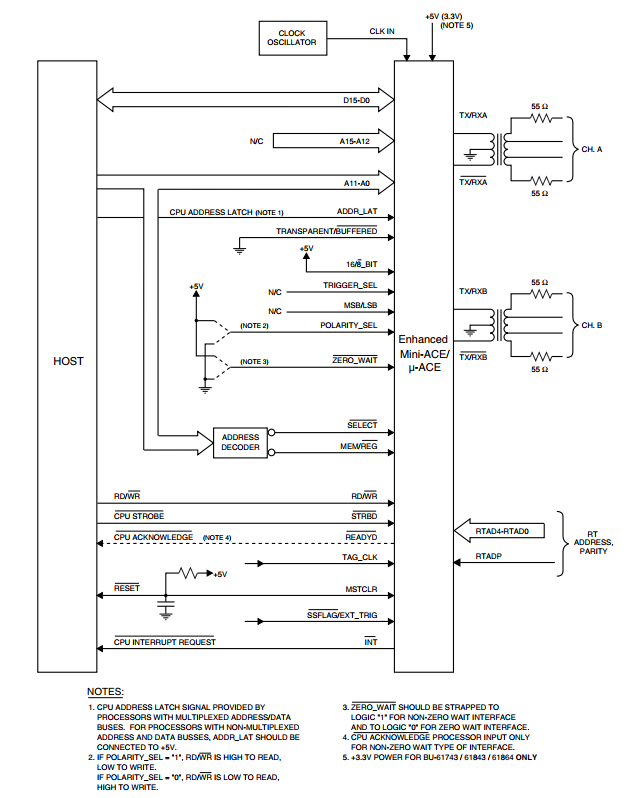 +5V (3.3V)
(NOTE 5)
CLOCK
OSCILLATOR
CLK IN
D15-D0
N/C
A15-A12
A11-A0
CPU ADDRESS LATCH (NOTE 1)
ADDR_LAT
TRANSPARENT/BUFFERED
+5V
16/8_BIT
+5V
TRIGGER_SEL
N/C
MSB/LSB
N/C
(NOTE 2)
POLARITY_SEL
(NOTE 3)
ZERO_WAIT
HOST
Enhanced
Mini-ACE/
µ-ACE
TX/RXA
TX/RXA
55 Ω
55 Ω
CH. A
TX/RXB
TX/RXB
55 Ω
55 Ω
CH. B
ADDRESS
DECODER
SELECT
MEM/REG
RD/WR
RD/WR
CPU STROBE
STRBD
CPU ACKNOWLEDGE (NOTE 4)
READYD
RTAD4-RTAD0
RTADP
RT
ADDRESS,
PARITY
TAG_CLK
+5V
RESET
MSTCLR
SSFLAG/EXT_TRIG
CPU INTERRUPT REQUEST
INT
NOTES:
1. CPU ADDRESS LATCH SIGNAL PROVIDED BY
PROCESSORS WITH MULTIPLEXED ADDRESS/DATA
BUSES. FOR PROCESSORS WITH NON-MULTIPLEXED
ADDRESS AND DATA BUSSES, ADDR_LAT SHOULD BE
CONNECTED TO +5V.
2. IF POLARITY_SEL = "1", RD/WR IS HIGH TO READ,
LOW TO WRITE.
IF POLARITY_SEL = "0", RD/WR IS LOW TO READ,
HIGH TO WRITE.
3. ZERO_WAIT SHOULD BE STRAPPED TO
LOGIC "1" FOR NON-ZERO WAIT INTERFACE
AND TO LOGIC "0" FOR ZERO WAIT INTERFACE.
4. CPU ACKNOWLEDGE PROCESSOR INPUT ONLY
FOR NON-ZERO WAIT TYPE OF INTERFACE.
5. +3.3V POWER FOR BU-61743 / 61843 / 61864 ONLY